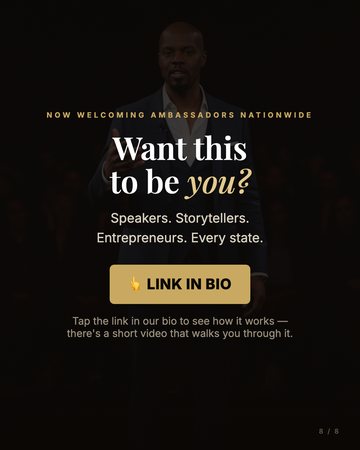 NOW WELCOMING AMBASSADORS NATIONWIDE
Want this
to be you?
Speakers. Storytellers.
Entrepreneurs. Every state.
👆 LINK IN BIO
Tap the link in our bio to see how it works —
there's a short video that walks you through it.
8 / 8